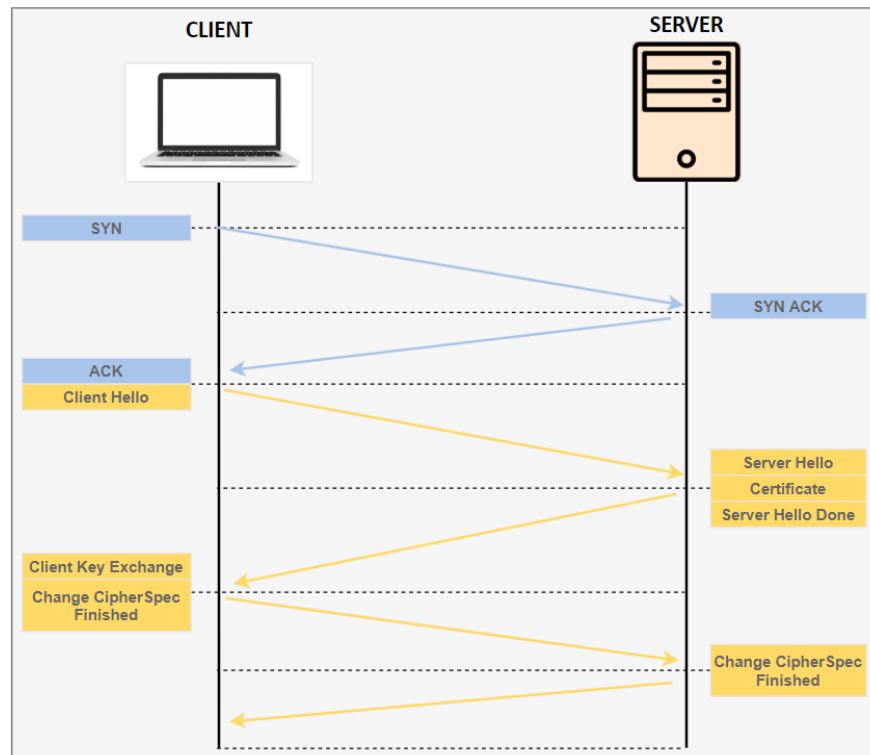 CLIENT
SERVER
SYN
SYN ACK
ACK
Client Hello
Server Hello
Certificate
Server Hello Done
Client Key Exchange
Change CipherSpec
Finished
Change CipherSpec
Finished